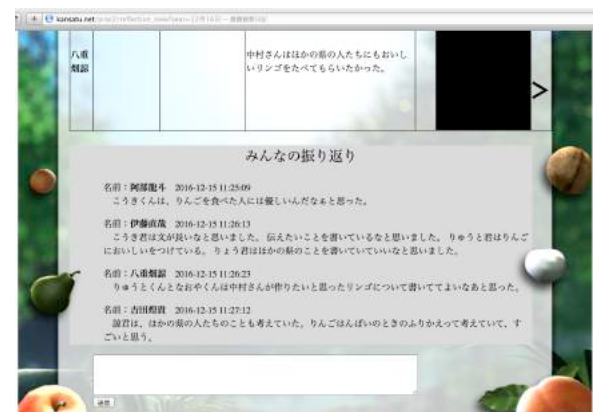 kansatu.net
八重
烟諒
中村さんはほかの県の人たちにもおいし
いリンゴをたべてもらいたかった。
>
みんなの振り返り
名前：阿部龍斗 2016-12-15 11:25:09
こうきくんは、りんごを食べた人には優しいんだなぁと思った。
名前：伊藤直哉 2016-12-15 11:26:13
こうき君は文が長いなと思いました。 伝えたいことを書いているなと思いました。 りゅうと君はりんご
においしいをつけている。 りょう君はほかの県のことを書いていていいなと思いました。
名前：八重烟諒 2016-12-15 11:26:23
りゅうとくんとなおやくんは中村さんが作りたいと思ったリンゴについて書いててよいなあと思った。
名前：吉田煌貴 2016-12-15 11:27:12
諒君は、ほかの県の人たちのことも考えていた。りんごはんばいのときのふりかえって考えていて、す
ごいと思う。
送信